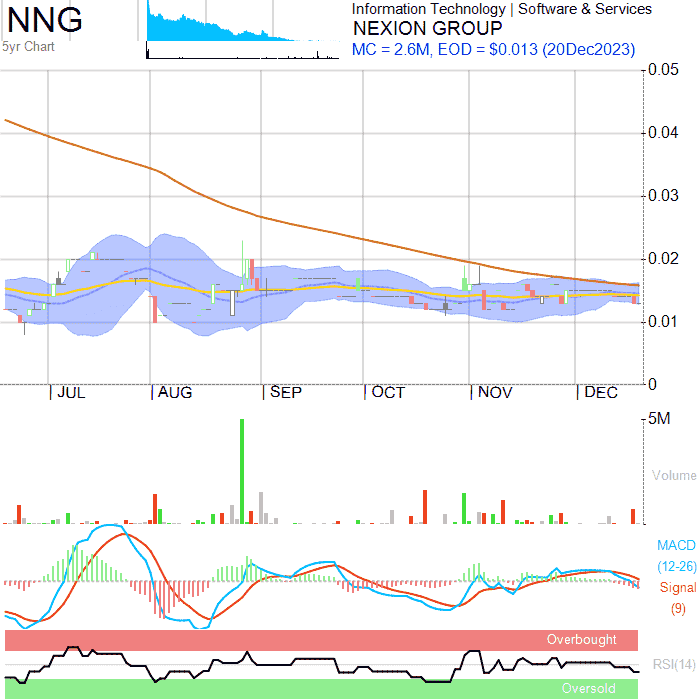 NNG
5yr Chart
Information Technology | Software & Services
NEXION GROUP
MC = 2.6M, EOD = $0.013 (20Dec2023)
0.05
0.04
0.03
0.02
0.01
0
JUL AUG SEP OCT NOV DEC
5M
Volume
MACD
(12-26)
Signal
(9)
Overbought
RSI(14)
Oversold